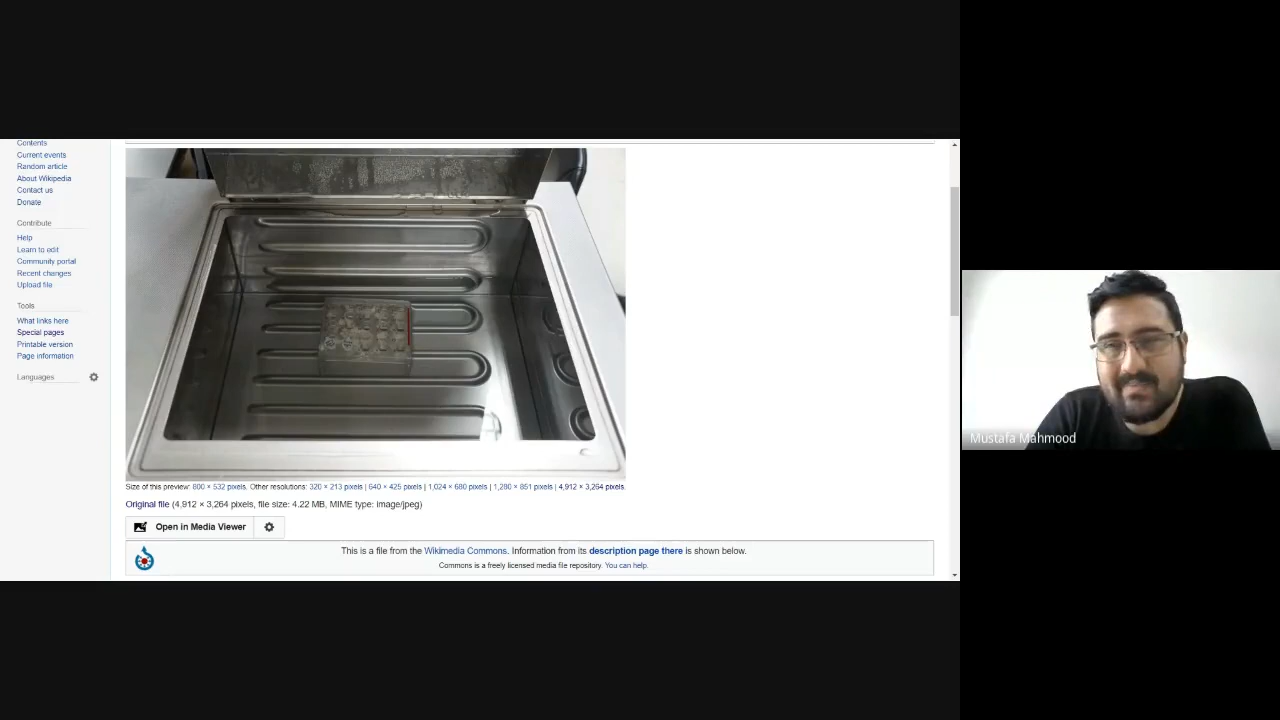 Contents
Current events
Random article
About Wikipedia
Contact us
Donate
Contribute
Help
Learn to edit
Community portal
Recent changes
Upload file
Tools
What links here
Special pages
Printable version
Page information
Languages
Size of this preview: 800 × 532 pixels. Other resolutions: 320 × 213 pixels | 640 × 425 pixels | 1,024 × 680 pixels | 1,280 × 851 pixels | 4,912 × 3,264 pixels.
Original file (4,912 × 3,264 pixels, file size: 4.22 MB, MIME type: image/jpeg)
Open in Media Viewer
This is a file from the Wikimedia Commons. Information from its description page there is shown below.
Commons is a freely licensed media file repository. You can help.
Mustafa Mahmood